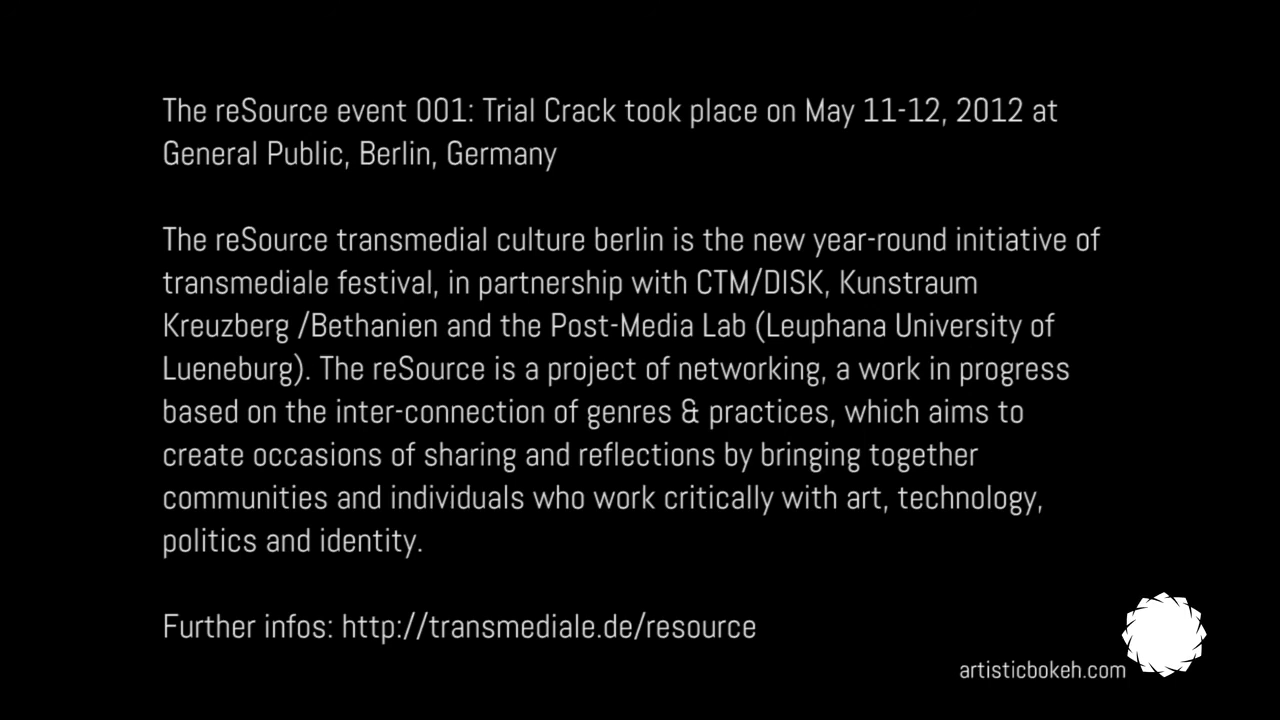 The reSource event 001: Trial Crack took place on May 11-12, 2012 at
General Public, Berlin, Germany
The reSource transmedial culture berlin is the new year-round initiative of
transmediale festival, in partnership with CTM/DISK, Kunstraum
Kreuzberg /Bethanien and the Post-Media Lab (Leuphana University of
Lueneburg). The reSource is a project of networking, a work in progress
based on the inter-connection of genres & practices, which aims to
create occasions of sharing and reflections by bringing together
communities and individuals who work critically with art, technology,
politics and identity.
Further infos: http://transmediale.de/resource
artisticbokeh.com